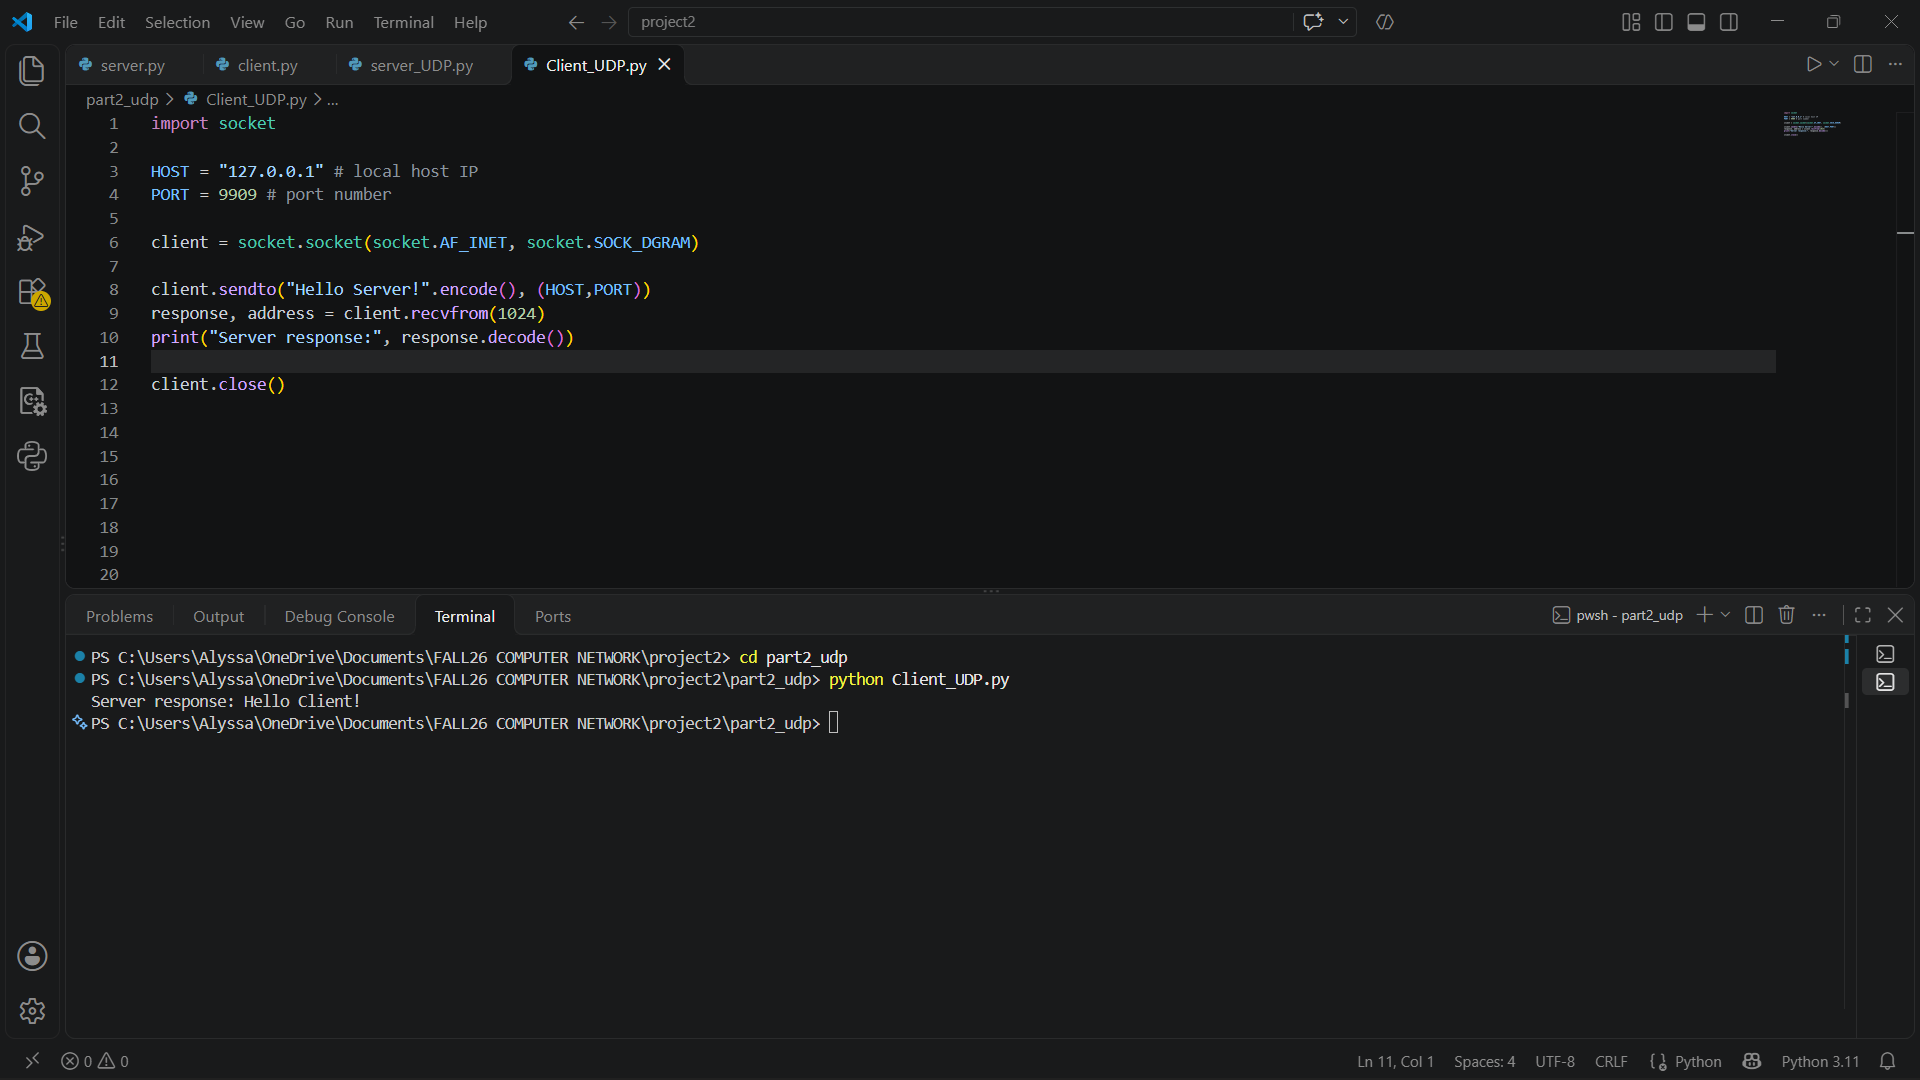 File Edit Selection View Go Run Terminal Help
project2
server.py client.py server_UDP.py Client_UDP.py
part2_udp > Client_UDP.py > ...
1 import socket
2
3 HOST = "127.0.0.1" # local host IP
4 PORT = 9909 # port number
5
6 client = socket.socket(socket.AF_INET, socket.SOCK_DGRAM)
7
8 client.sendto("Hello Server!".encode(), (HOST,PORT))
9 response, address = client.recvfrom(1024)
10 print("Server response:", response.decode())
11
12 client.close()
13
14
15
16
17
18
19
20
Problems Output Debug Console Terminal Ports
pwsh - part2_udp
PS C:\Users\Alyssa\OneDrive\Documents\FALL26 COMPUTER NETWORK\project2> cd part2_udp
PS C:\Users\Alyssa\OneDrive\Documents\FALL26 COMPUTER NETWORK\project2\part2_udp> python Client_UDP.py
Server response: Hello Client!
PS C:\Users\Alyssa\OneDrive\Documents\FALL26 COMPUTER NETWORK\project2\part2_udp>
0 0
Ln 11, Col 1 Spaces: 4 UTF-8 CRLF Python Python 3.11